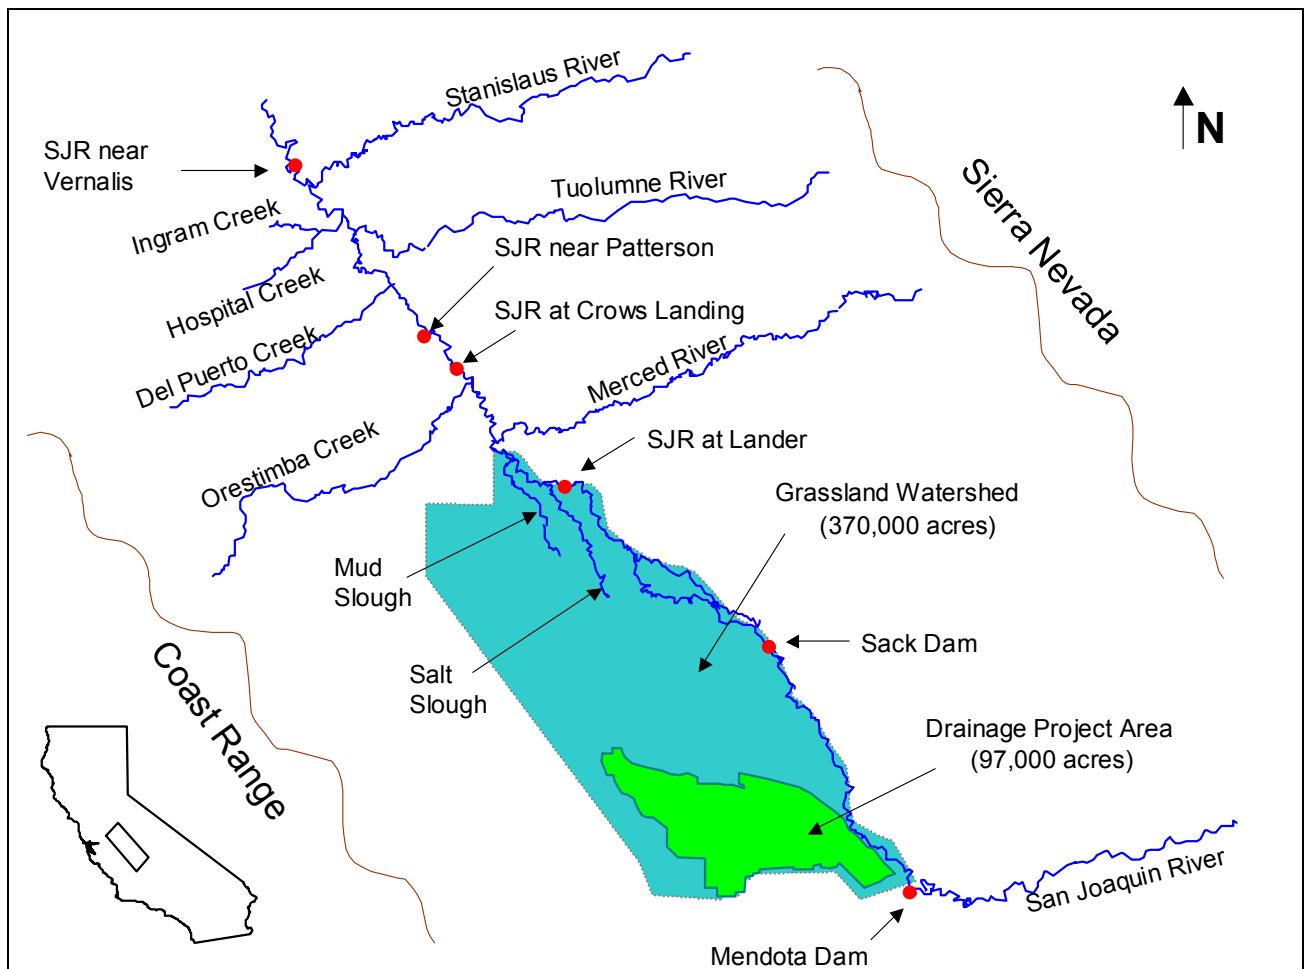 Stanislaus River
N
SJR near
Vernalis
Sierra Nevada
Tuolumne River
Ingram Creek
SJR near Patterson
Hospital Creek
SJR at Crows Landing
Del Puerto Creek
Merced River
SJR at Lander
Orestimba Creek
Grassland Watershed
(370,000 acres)
Mud
Slough
Sack Dam
Salt
Slough
Coast Range
Drainage Project Area
(97,000 acres)
San Joaquin River
Mendota Dam